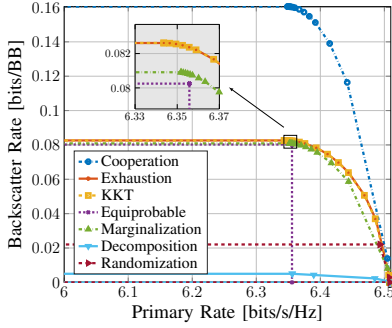 Backscatter Rate [bits/BB]
0.16
0.14
0.12
0.1
0.08
0.06
0.04
0.02
0
0.082
0.08
6.33
6.35
6.37
Cooperation
Exhaustion
KKT
Equiprobable
Marginalization
Decomposition
Randomization
6
6.1
6.2
6.3
6.4
6.5
Primary Rate [bits/s/Hz]